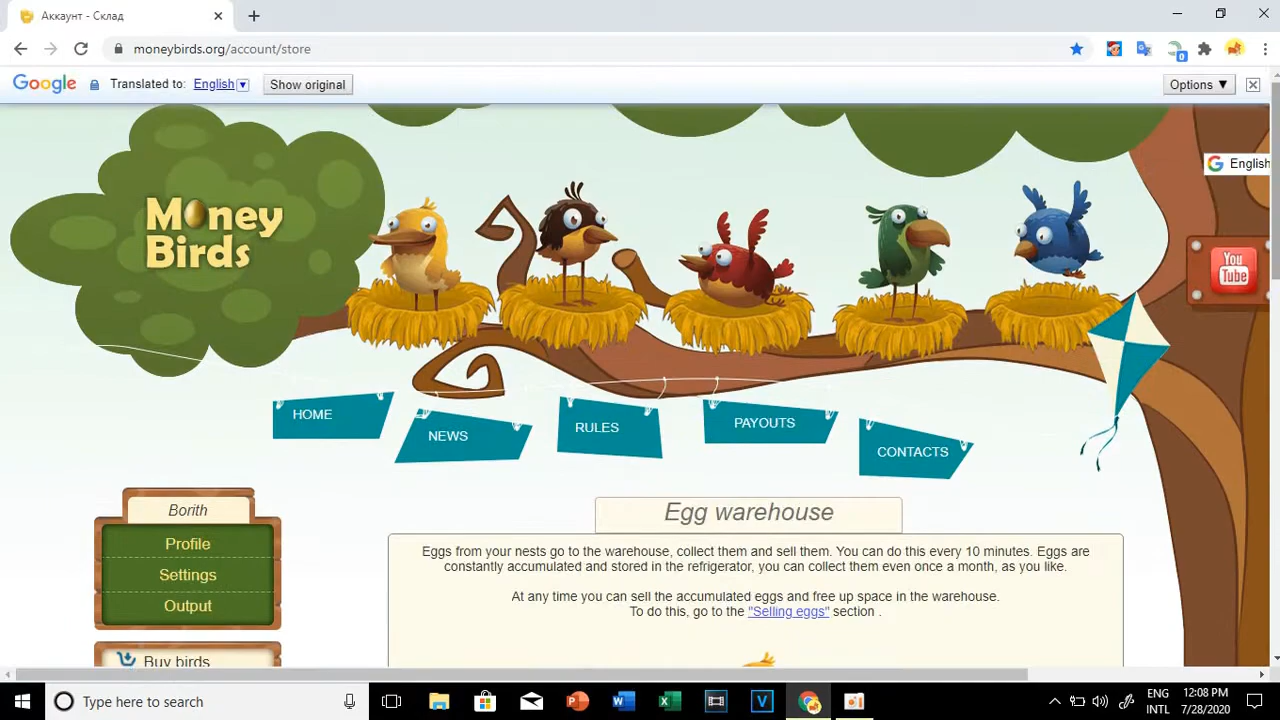 Аккаунт - Склад
moneybirds.org/account/store
0
Google Translated to: English Show original Options ▼
English
Money
Birds
You
Tube
HOME
NEWS
RULES
PAYOUTS
CONTACTS
Borith
Profile
Settings
Output
Buy birds
Egg warehouse
Eggs from your nests go to the warehouse, collect them and sell them. You can do this every 10 minutes. Eggs are
constantly accumulated and stored in the refrigerator, you can collect them even once a month, as you like.
At any time you can sell the accumulated eggs and free up space in the warehouse.
To do this, go to the "Selling eggs" section .
Type here to search
ENG
INTL
12:08 PM
7/28/2020